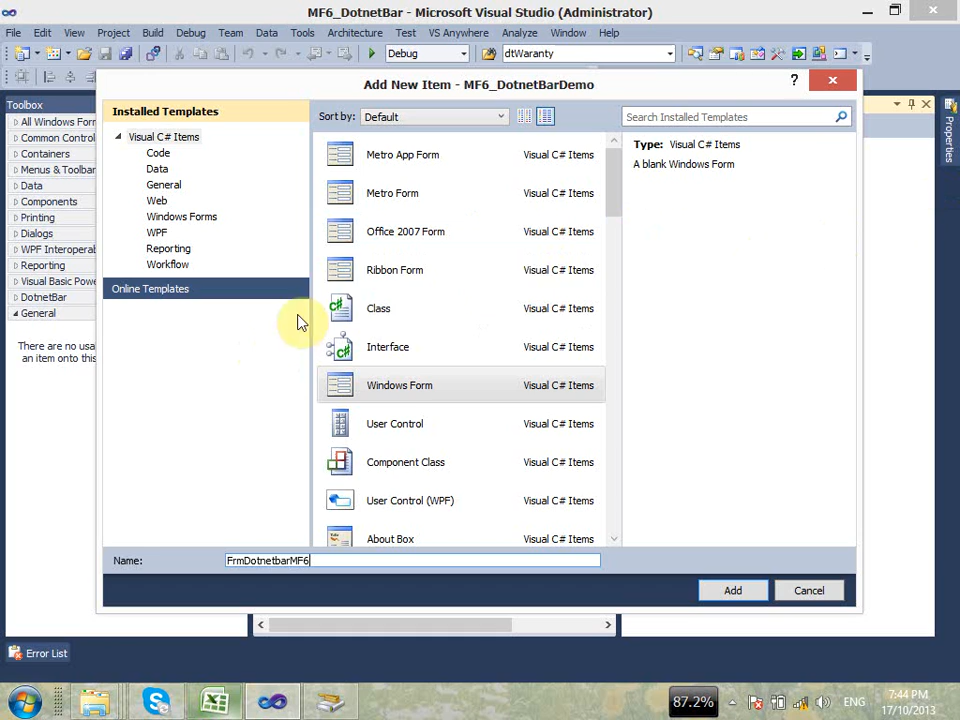 MF6_DotnetBar - Microsoft Visual Studio (Administrator)
File Edit View Project Build Debug Team Data Tools Architecture Test VS Anywhere Analyze Window Help
Debug dtWaranty
Add New Item - MF6_DotnetBarDemo
Toolbox
All Windows Forr
Common Control
Containers
Menus & Toolbar
Data
Components
Printing
Dialogs
WPF Interoperab
Reporting
Visual Basic Powe
DotnetBar
General
There are no usa
an item onto this
Installed Templates
Visual C# Items
Code
Data
General
Web
Windows Forms
WPF
Reporting
Workflow
Online Templates
Sort by: Default
Search Installed Templates
Metro App Form Visual C# Items
Metro Form Visual C# Items
Office 2007 Form Visual C# Items
Ribbon Form Visual C# Items
Class Visual C# Items
Interface Visual C# Items
Windows Form Visual C# Items
User Control Visual C# Items
Component Class Visual C# Items
User Control (WPF) Visual C# Items
About Box Visual C# Items
Type: Visual C# Items
A blank Windows Form
Properties
Name: FrmDotnetbarMF6
Add Cancel
Error List
87.2% ENG
7:44 PM
17/10/2013